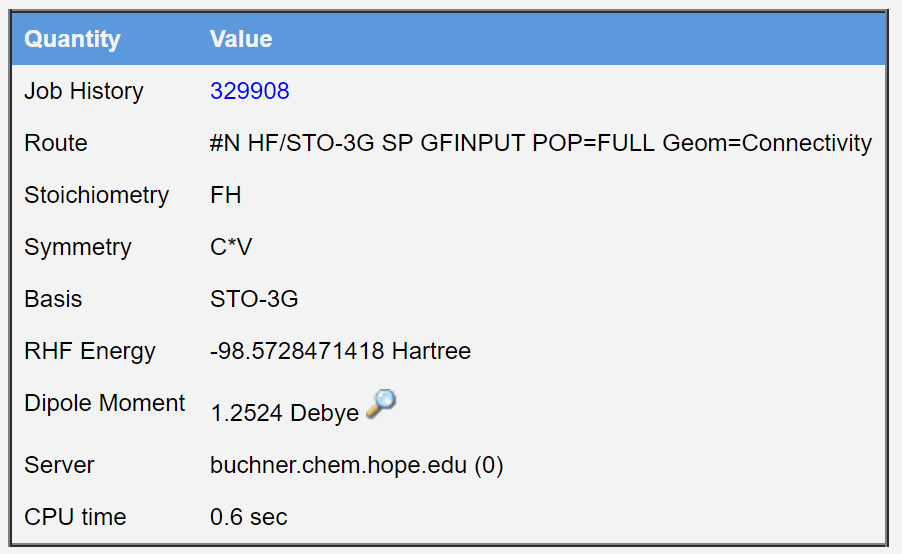 Quantity Value
Job History 329908
Route #N HF/STO-3G SP GFINPUT POP=FULL Geom=Connectivity
Stoichiometry FH
Symmetry C*V
Basis STO-3G
RHF Energy -98.5728471418 Hartree
Dipole Moment 1.2524 Debye
Server buchner.chem.hope.edu (0)
CPU time 0.6 sec